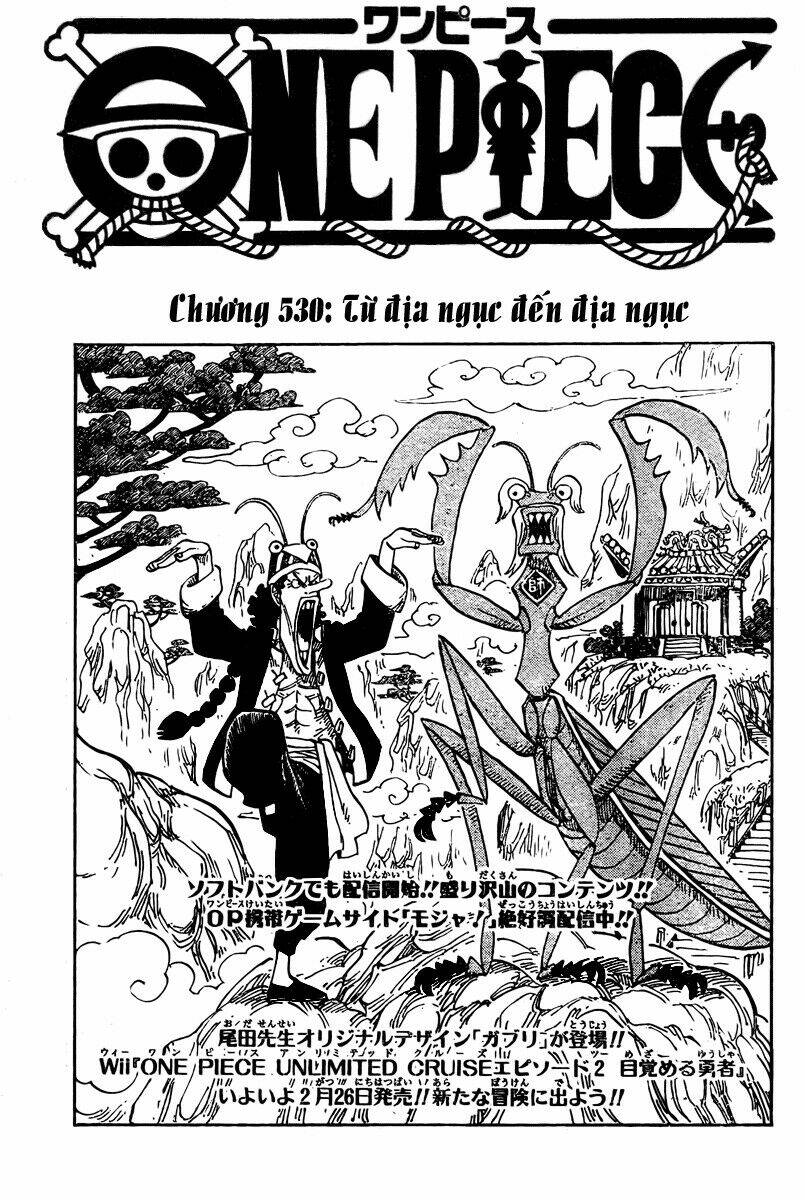 ワンピース
ONE PIECE
Chương 530: Từ địa ngục đến địa ngục
師
ソフトバンクでも配信開始!!盛り沢山のコンテンツ!!
OP携帯ゲームサイド「モジャ!」絶好調配信中!!
尾田先生オリジナルデザイン「ガブリ」が登場!!
Wii『ONE PIECE UNLIMITED CRUISEエピソード2 目覚める勇者』
いよいよ2月26日発売!!新たな冒険に出よう!!